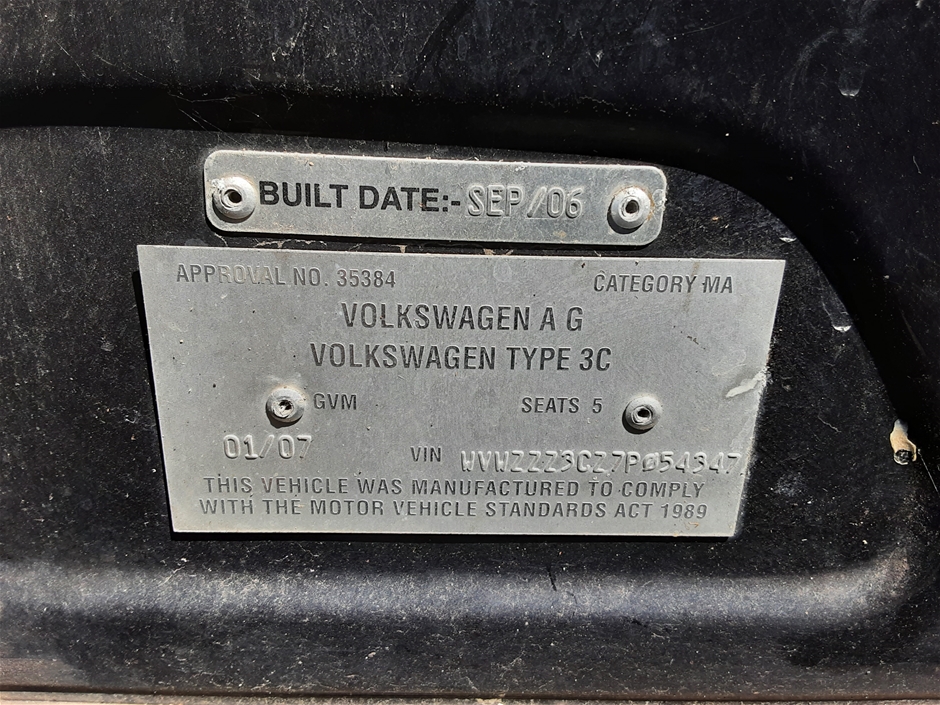 BUILT DATE:- SEP/06
APPROVAL NO. 35384 CATEGORY MA
VOLKSWAGEN A G
VOLKSWAGEN TYPE 3C
GVM SEATS 5
01/07 VIN WVWZZZ3CZ7P054347
THIS VEHICLE WAS MANUFACTURED TO COMPLY
WITH THE MOTOR VEHICLE STANDARDS ACT 1989